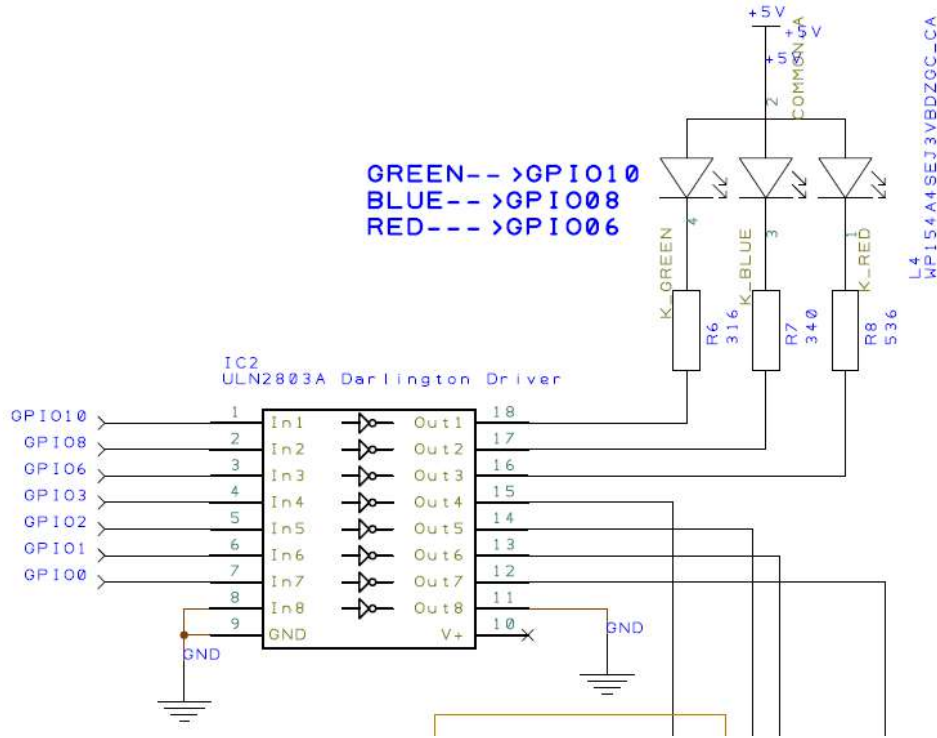 +5V
+5V
+5V
COMMON_A
2
GREEN-->GPIO10
BLUE-->GPIO08
RED--->GPIO06
4
3
1
K_GREEN
K_BLUE
K_RED
L4
WP154A4SEJ3VBDZGC_CA
R6
316
R7
340
R8
536
IC2
ULN2803A Darlington Driver
GPIO10 1 In1 Out1 18
GPIO8 2 In2 Out2 17
GPIO6 3 In3 Out3 16
GPIO3 4 In4 Out4 15
GPIO2 5 In5 Out5 14
GPIO1 6 In6 Out6 13
GPIO0 7 In7 Out7 12
8 In8 Out8 11
9 GND V+ 10
GND
GND